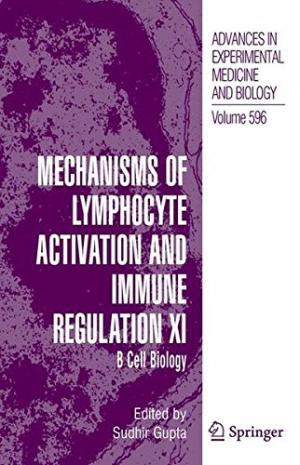 ADVANCES IN
EXPERIMENTAL
MEDICINE
AND BIOLOGY
Volume 596
MECHANISMS OF
LYMPHOCYTE
ACTIVATION AND
IMMUNE
REGULATION XI
B Cell Biology
Edited by
Sudhir Gupta
Springer